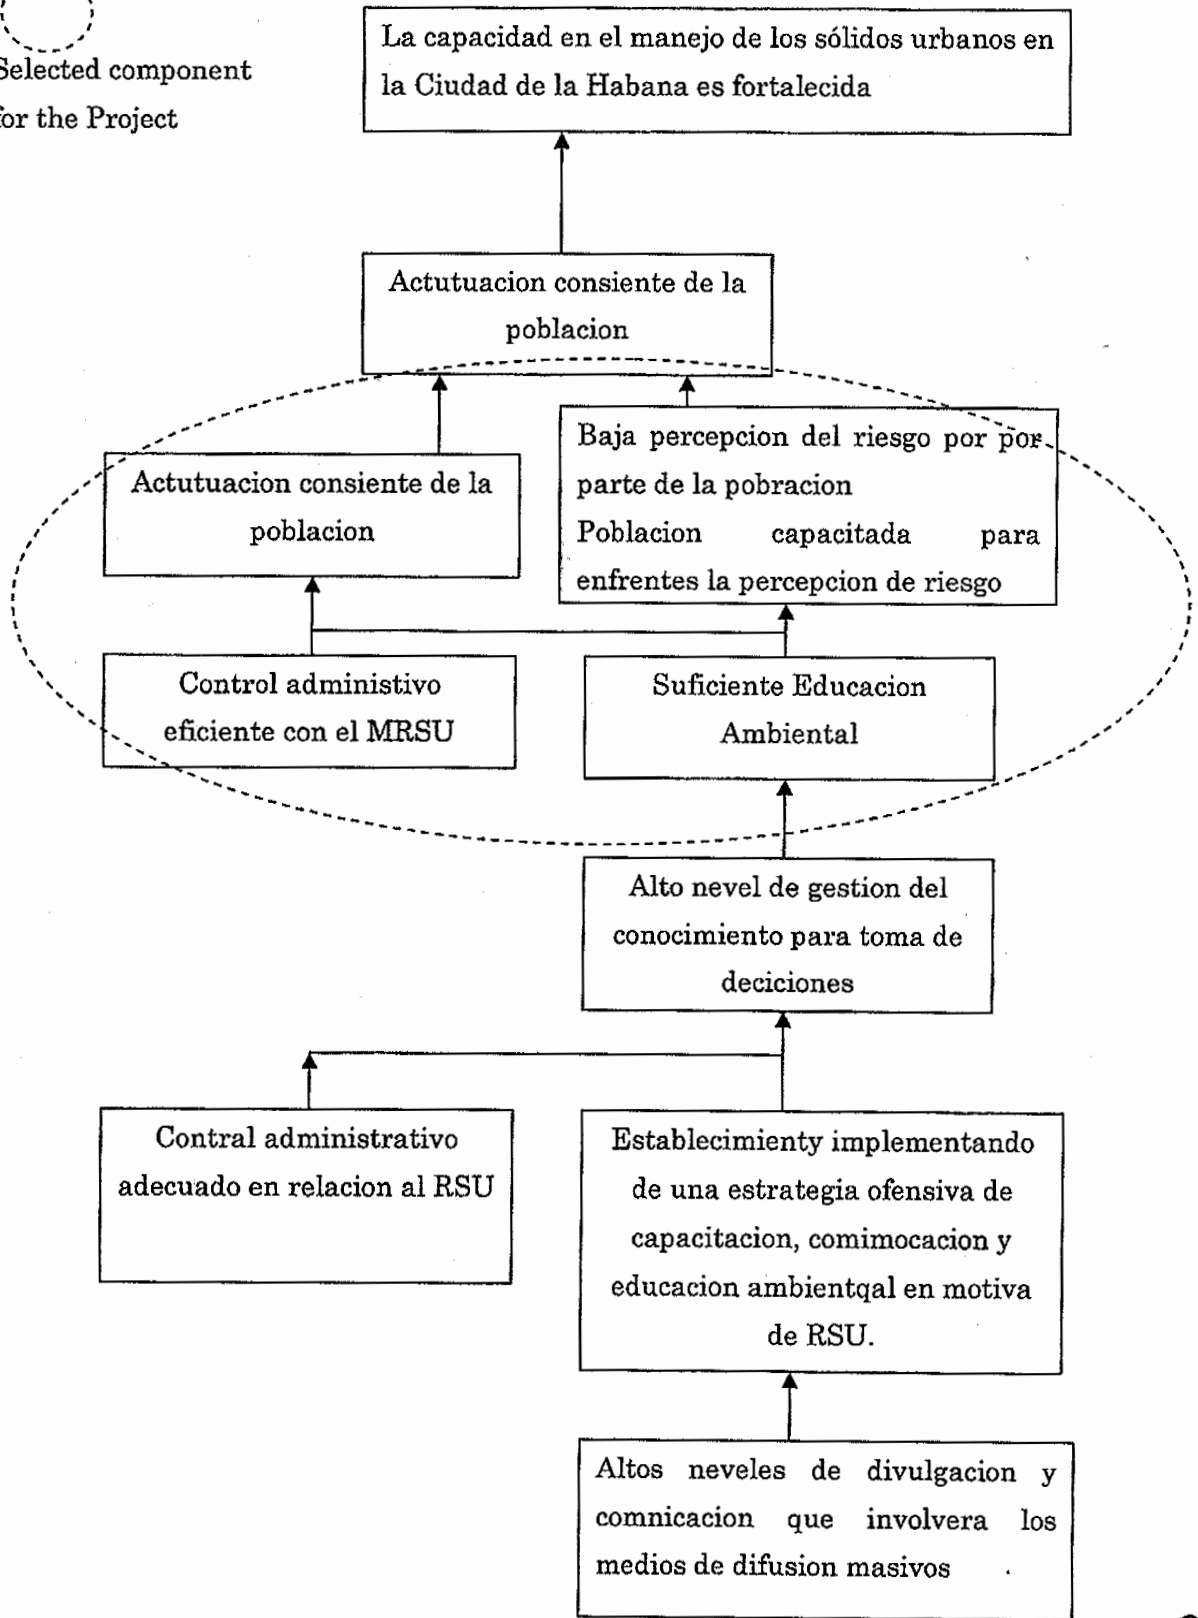 Selected component
for the Project
La capacidad en el manejo de los sólidos urbanos en
la Ciudad de la Habana es fortalecida
Actutuacion consiente de la
poblacion
Actutuacion consiente de la
poblacion
Baja percepcion del riesgo por por
parte de la pobracion
Poblacion capacitada para
enfrentes la percepcion de riesgo
Control administivo
eficiente con el MRSU
Suficiente Educacion
Ambiental
Alto nevel de gestion del
conocimiento para toma de
deciciones
Contral administrativo
adecuado en relacion al RSU
Establecimienty implementando
de una estrategia ofensiva de
capacitacion, comimocacion y
educacion ambientqal en motiva
de RSU.
Altos neveles de divulgacion y
comnicacion que involvera los
medios de difusion masivos